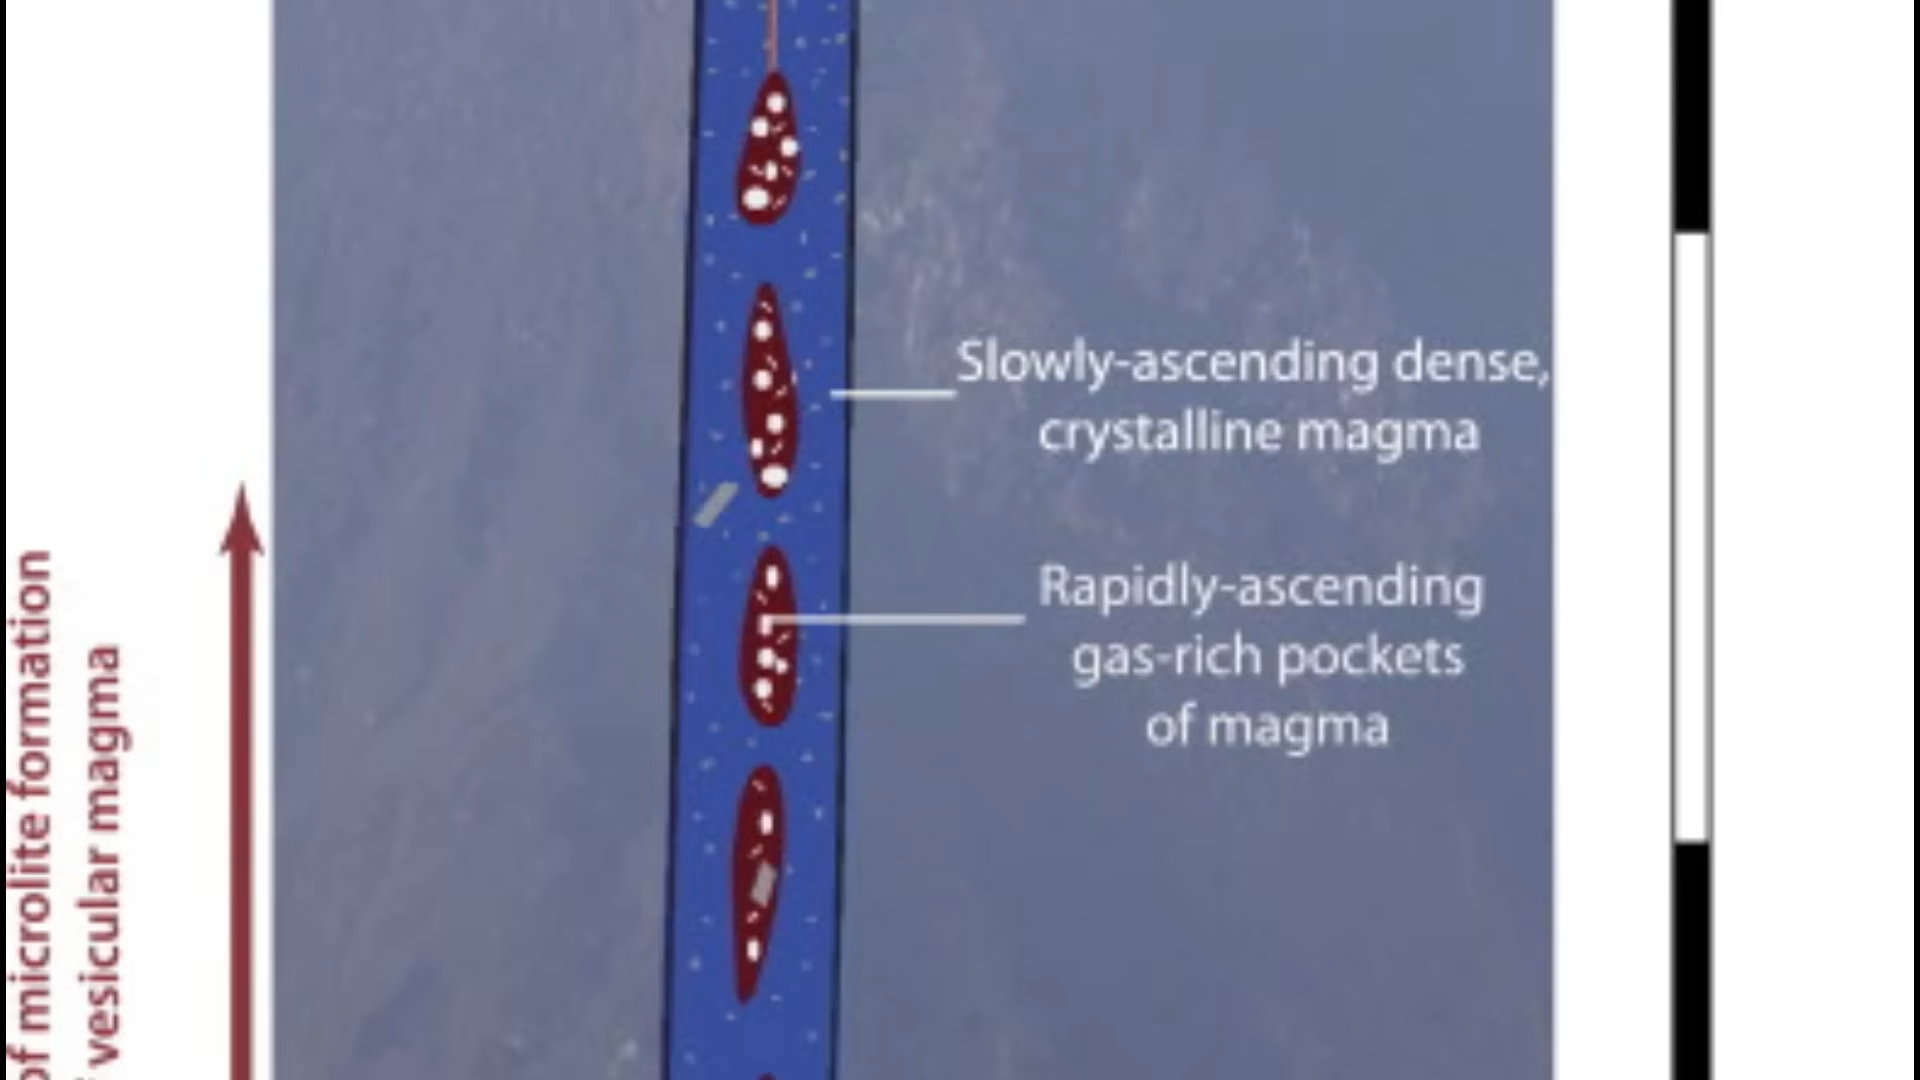 Slowly-ascending dense,
crystalline magma
Rapidly-ascending
gas-rich pockets
of magma
of microlite formation
vesicular magma